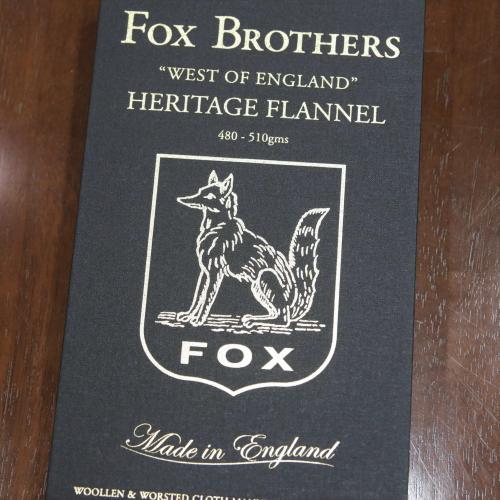 FOX BROTHERS
“WEST OF ENGLAND”
HERITAGE FLANNEL
480 - 510gms
FOX
Made in England
WOOLLEN & WORSTED CLOTH